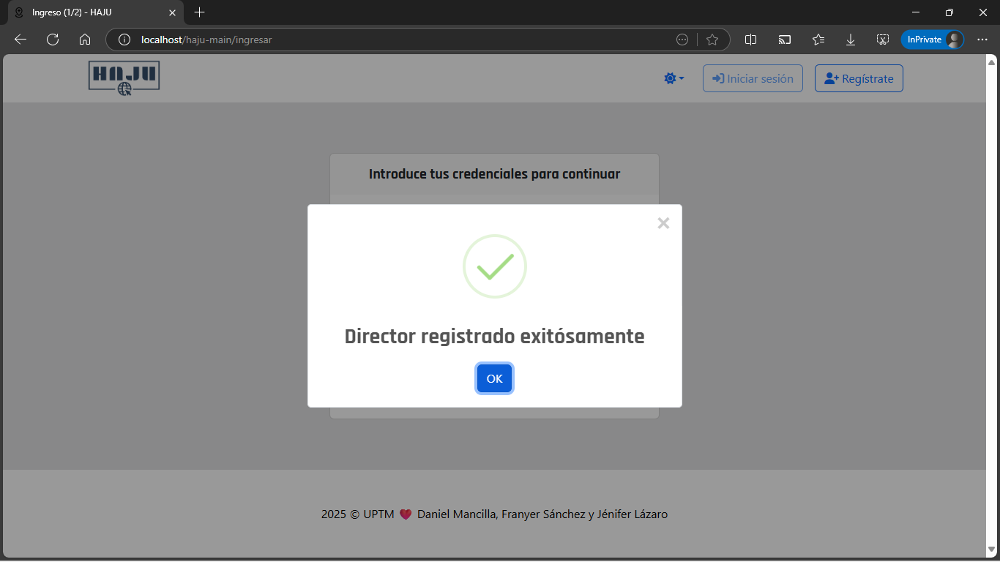 Ingreso (1/2) - HAJU
localhost/haju-main/ingresar
InPrivate
HAJU
Iniciar sesión
Regístrate
Introduce tus credenciales para continuar
Director registrado exitósamente
OK
2025 © UPTM ❤ Daniel Mancilla, Franyer Sánchez y Jénifer Lázaro